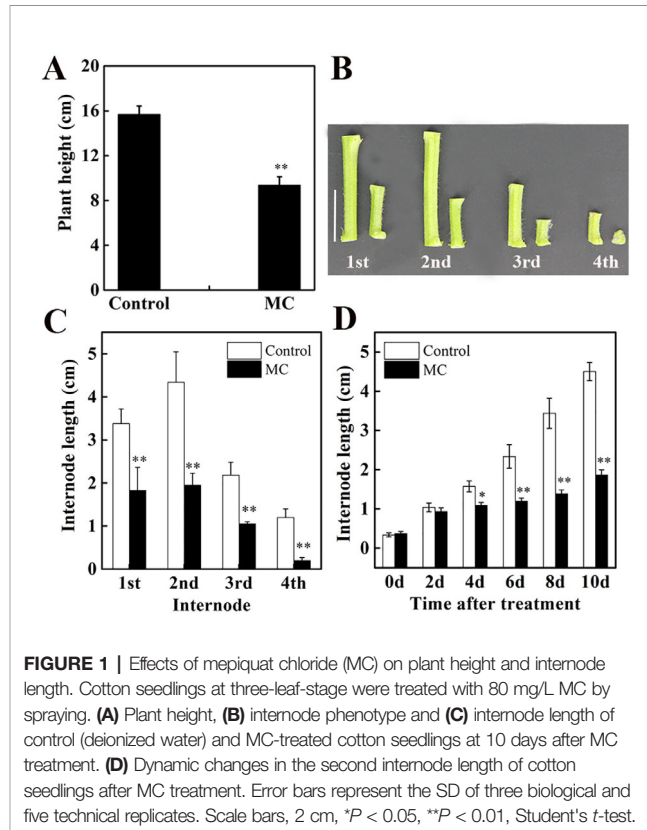 A
Plant height (cm)
20
16
12
8
4
0
**
Control
MC
B
1st 2nd 3rd 4th
C
Internode length (cm)
5
4
3
2
1
0
Control
MC
**
**
**
**
1st 2nd 3rd 4th
Internode
D
Internode length (cm)
5
4
3
2
1
0
Control
MC
*
**
**
**
0d 2d 4d 6d 8d 10d
Time after treatment
FIGURE 1 | Effects of mepiquat chloride (MC) on plant height and internode
length. Cotton seedlings at three-leaf-stage were treated with 80 mg/L MC by
spraying. (A) Plant height, (B) internode phenotype and (C) internode length of
control (deionized water) and MC-treated cotton seedlings at 10 days after MC
treatment. (D) Dynamic changes in the second internode length of cotton
seedlings after MC treatment. Error bars represent the SD of three biological and
five technical replicates. Scale bars, 2 cm, *P < 0.05, **P < 0.01, Student's t-test.